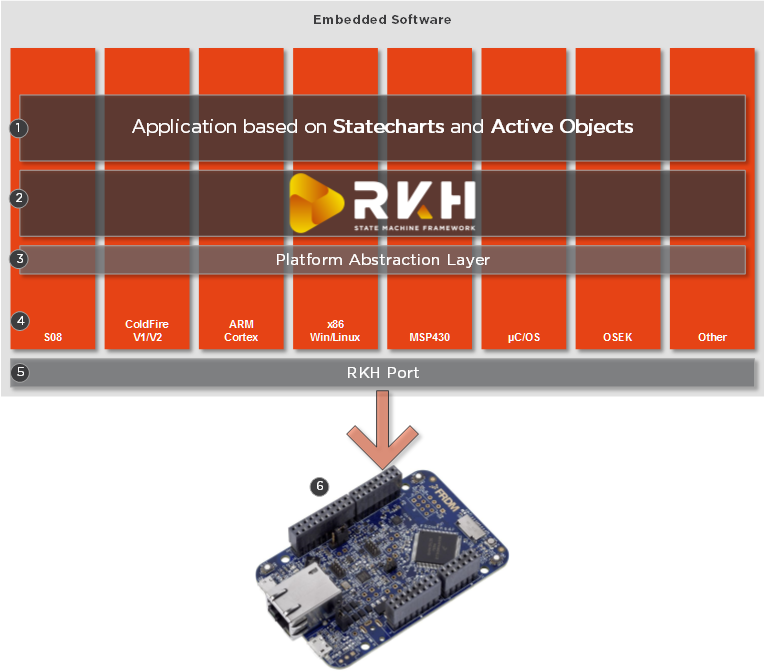 Embedded Software
1
Application based on Statecharts and Active Objects
2
RKH
STATE MACHINE FRAMEWORK
3
Platform Abstraction Layer
4
S08
ColdFire
V1/V2
ARM
Cortex
x86
Win/Linux
MSP430
µC/OS
OSEK
Other
5
RKH Port
6
FRDM